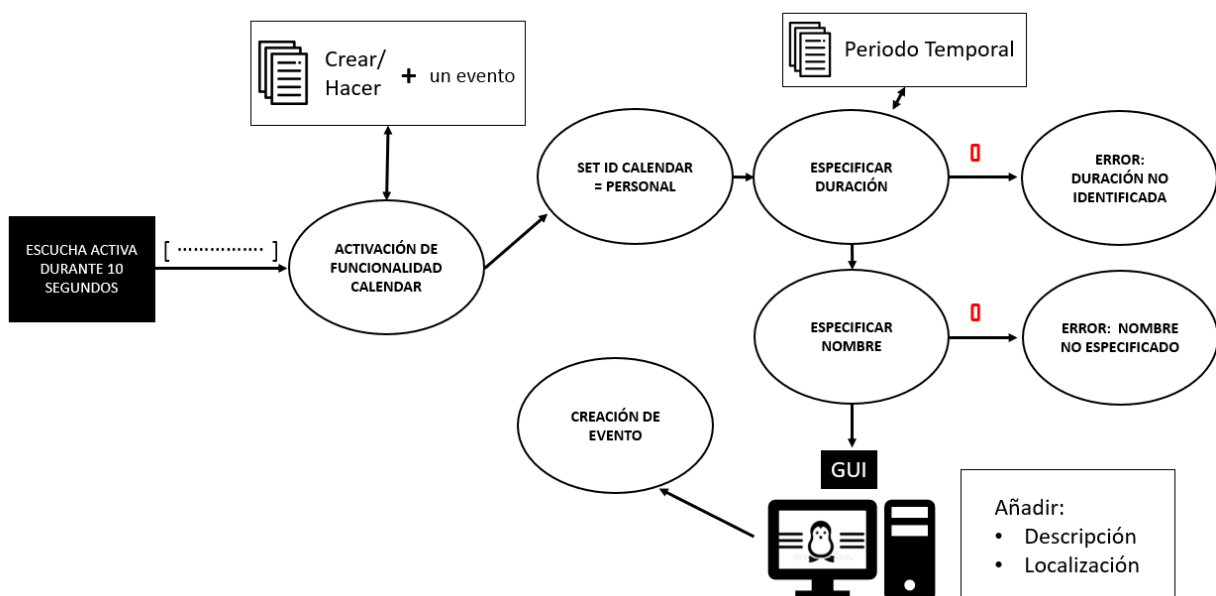 Crear/
Hacer
+ un evento
Periodo Temporal
ESCUCHA ACTIVA
DURANTE 10
SEGUNDOS
[ ............... ]
ACTIVACIÓN DE
FUNCIONALIDAD
CALENDAR
SET ID CALENDAR
= PERSONAL
ESPECIFICAR
DURACIÓN
▯
ERROR:
DURACIÓN NO
IDENTIFICADA
ESPECIFICAR
NOMBRE
▯
ERROR:  NOMBRE
NO ESPECIFICADO
CREACIÓN DE
EVENTO
GUI
Añadir:
• Descripción
• Localización